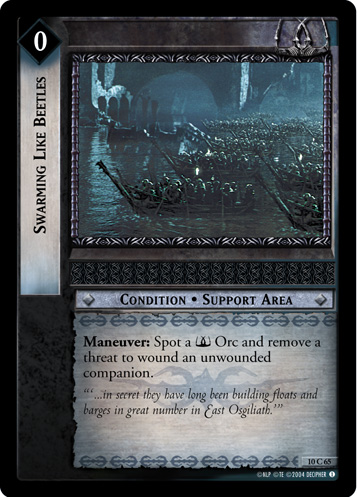 0
SWARMING LIKE BEETLES
CONDITION • SUPPORT AREA
Maneuver: Spot a Orc and remove a
threat to wound an unwounded
companion.
“‘...in secret they have long been building floats and
barges in great number in East Osgiliath.’”
10 C 65
©NLP ©TE ©2004 DECIPHER